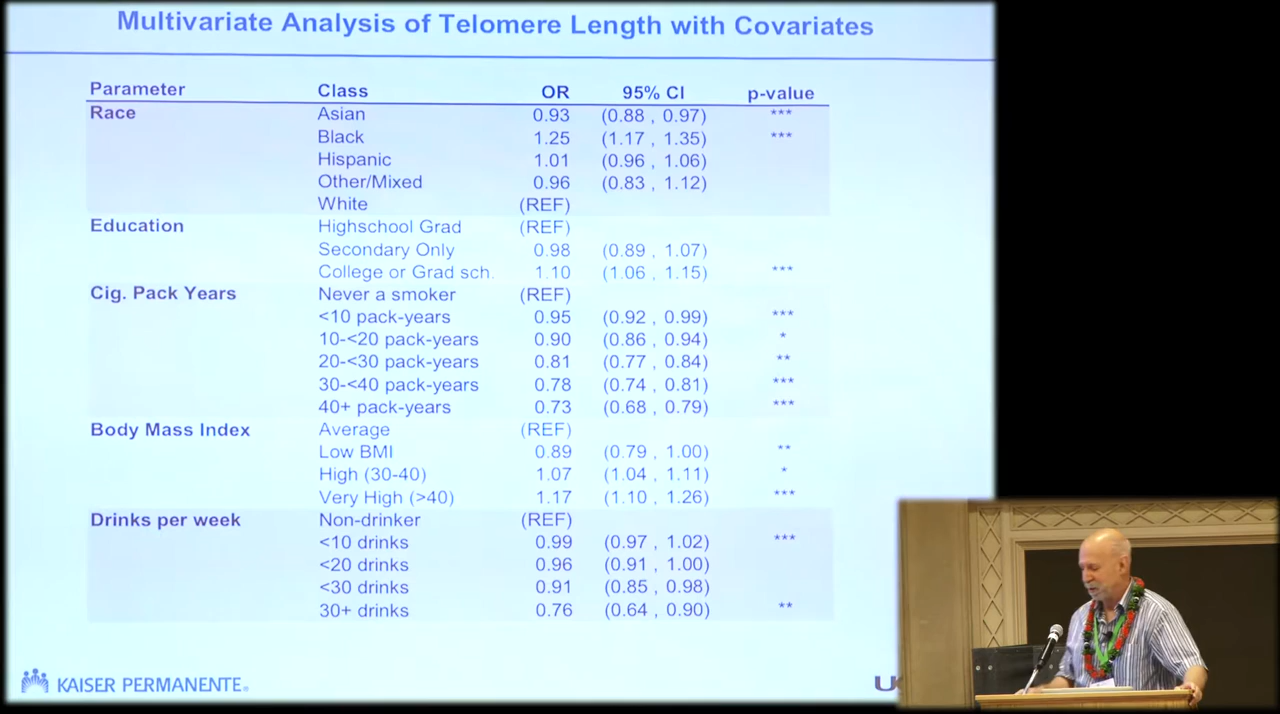 Multivariate Analysis of Telomere Length with Covariates
Parameter Class OR 95% CI p-value
Race Asian 0.93 (0.88 , 0.97) ***
Black 1.25 (1.17 , 1.35) ***
Hispanic 1.01 (0.96 , 1.06)
Other/Mixed 0.96 (0.83 , 1.12)
White (REF)
Education Highschool Grad (REF)
Secondary Only 0.98 (0.89 , 1.07)
College or Grad sch. 1.10 (1.06 , 1.15) ***
Cig. Pack Years Never a smoker (REF)
<10 pack-years 0.95 (0.92 , 0.99) ***
10-<20 pack-years 0.90 (0.86 , 0.94) *
20-<30 pack-years 0.81 (0.77 , 0.84) **
30-<40 pack-years 0.78 (0.74 , 0.81) ***
40+ pack-years 0.73 (0.68 , 0.79) ***
Body Mass Index Average (REF)
Low BMI 0.89 (0.79 , 1.00) **
High (30-40) 1.07 (1.04 , 1.11) *
Very High (>40) 1.17 (1.10 , 1.26) ***
Drinks per week Non-drinker (REF)
<10 drinks 0.99 (0.97 , 1.02) ***
<20 drinks 0.96 (0.91 , 1.00)
<30 drinks 0.91 (0.85 , 0.98)
30+ drinks 0.76 (0.64 , 0.90) **
KAISER PERMANENTE®